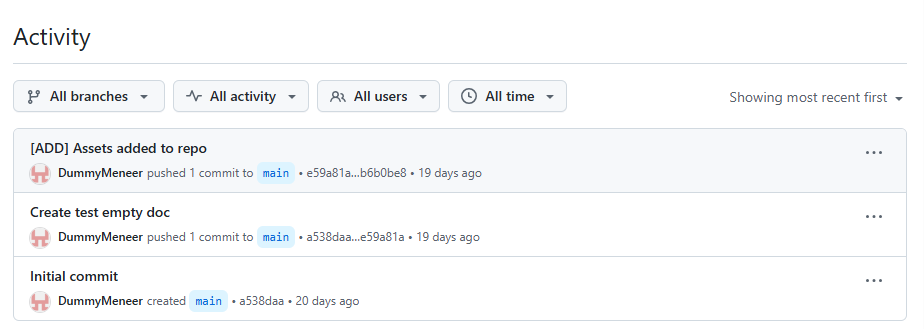 Activity
All branches All activity All users All time Showing most recent first
[ADD] Assets added to repo
DummyMeneer pushed 1 commit to main • e59a81a...b6b0be8 • 19 days ago
Create test empty doc
DummyMeneer pushed 1 commit to main • a538daa...e59a81a • 19 days ago
Initial commit
DummyMeneer created main • a538daa • 20 days ago